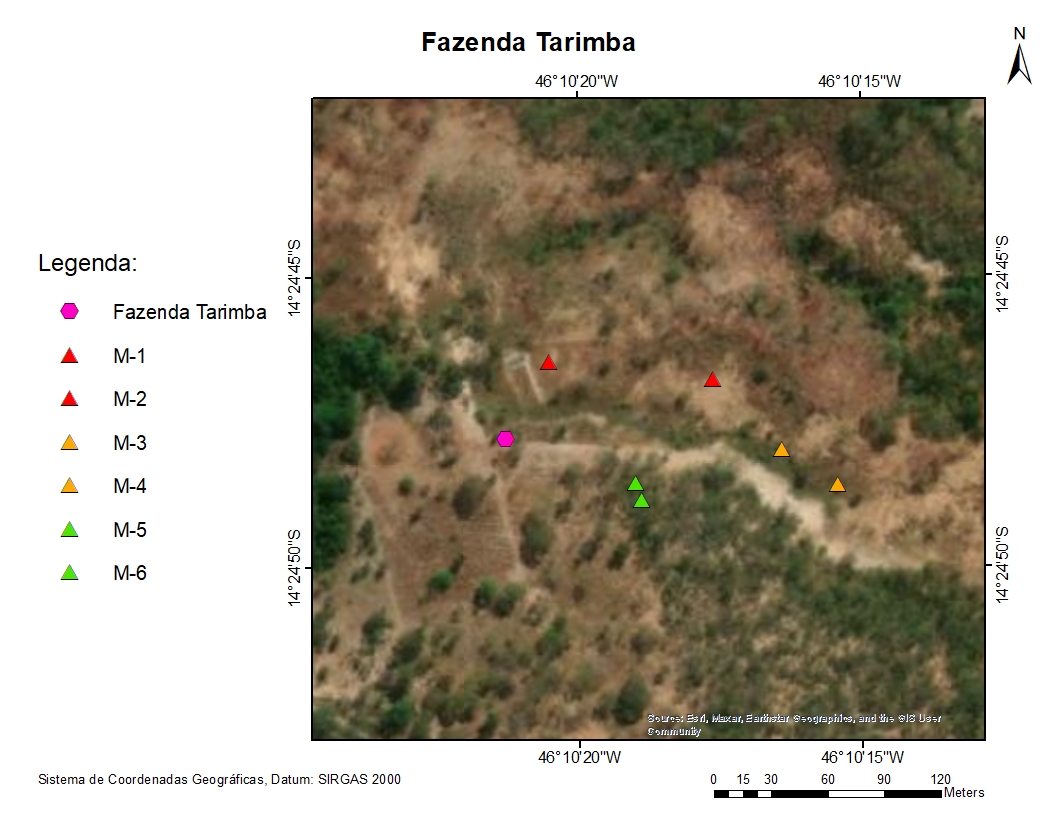 Fazenda Tarimba
N
46°10'20"W
46°10'15"W
Legenda:
14°24'45"S
14°24'45"S
Fazenda Tarimba
M-1
M-2
M-3
M-4
M-5
M-6
14°24'50"S
14°24'50"S
Source: Esri, Maxar, Earthstar Geographics, and the GIS User
Community
46°10'20"W
46°10'15"W
Sistema de Coordenadas Geográficas, Datum: SIRGAS 2000
0 15 30 60 90 120
Meters